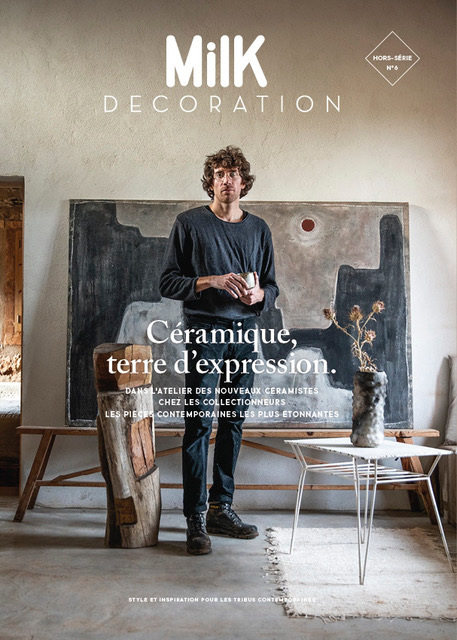 MilK
DECORATION
HORS-SÉRIE
N°6
Céramique,
terre d'expression.
DANS L'ATELIER DES NOUVEAUX CÉRAMISTES
CHEZ LES COLLECTIONNEURS
LES PIÈCES CONTEMPORAINES LES PLUS ÉTONNANTES
STYLE ET INSPIRATION POUR LES TRIBUS CONTEMPORAINES